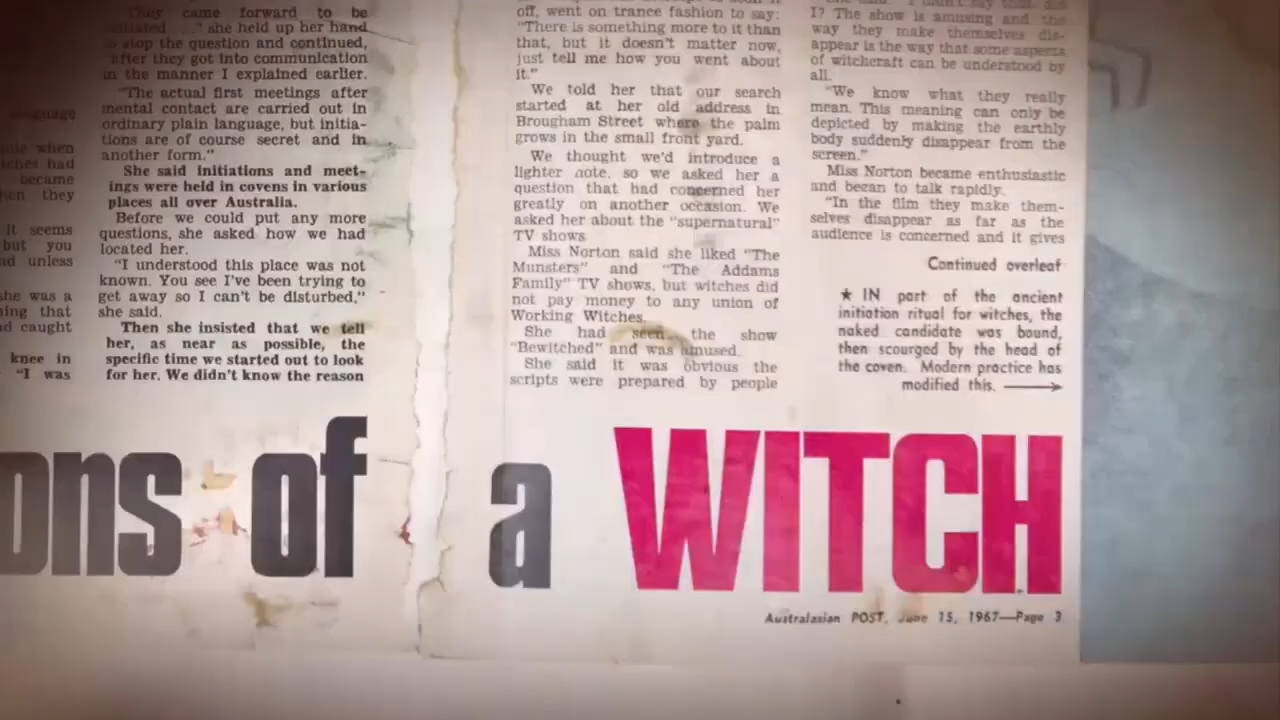 They came forward to be
" she held up her hand
to stop the question and continued,
"after they got into communication
in the manner I explained earlier.
"The actual first meetings after
mental contact are carried out in
ordinary plain language, but initia-
tions are of course secret and in
another form."
She said initiations and meet-
ings were held in covens in various
places all over Australia.
Before we could put any more
questions, she asked how we had
located her.
"I understood this place was not
known. You see I've been trying to
get away so I can't be disturbed,"
she said.
Then she insisted that we tell
her, as near as possible, the
specific time we started out to look
for her. We didn't know the reason
when
had
became
they
it seems
but you
unless
she was a
ing that
caught
knee in
"I was
off, went on trance fashion to say:
"There is something more to it than
that, but it doesn't matter now,
just tell me how you went about
it."
We told her that our search
started at her old address in
Brougham Street where the palm
grows in the small front yard.
We thought we'd introduce a
lighter note, so we asked her a
question that had concerned her
greatly on another occasion. We
asked her about the "supernatural"
TV shows
Miss Norton said she liked "The
Munsters" and "The Addams
Family" TV shows, but witches did
not pay money to any union of
Working Witches.
She had seen the show
"Bewitched" and was amused.
She said it was obvious the
scripts were prepared by people
I? The show is amusing and the
way they make themselves dis-
appear is the way that some aspects
of witchcraft can be understood by
all.
"We know what they really
mean. This meaning can only be
depicted by making the earthly
body suddenly disappear from the
screen."
Miss Norton became enthusiastic
and began to talk rapidly.
"In the film they make them-
selves disappear as far as the
audience is concerned and it gives
Continued overleaf
★ IN part of the ancient
initiation ritual for witches, the
naked candidate was bound,
then scourged by the head of
the coven. Modern practice has
modified this. ⟶
ons of a WITCH
Australasian POST, June 15, 1967—Page 3